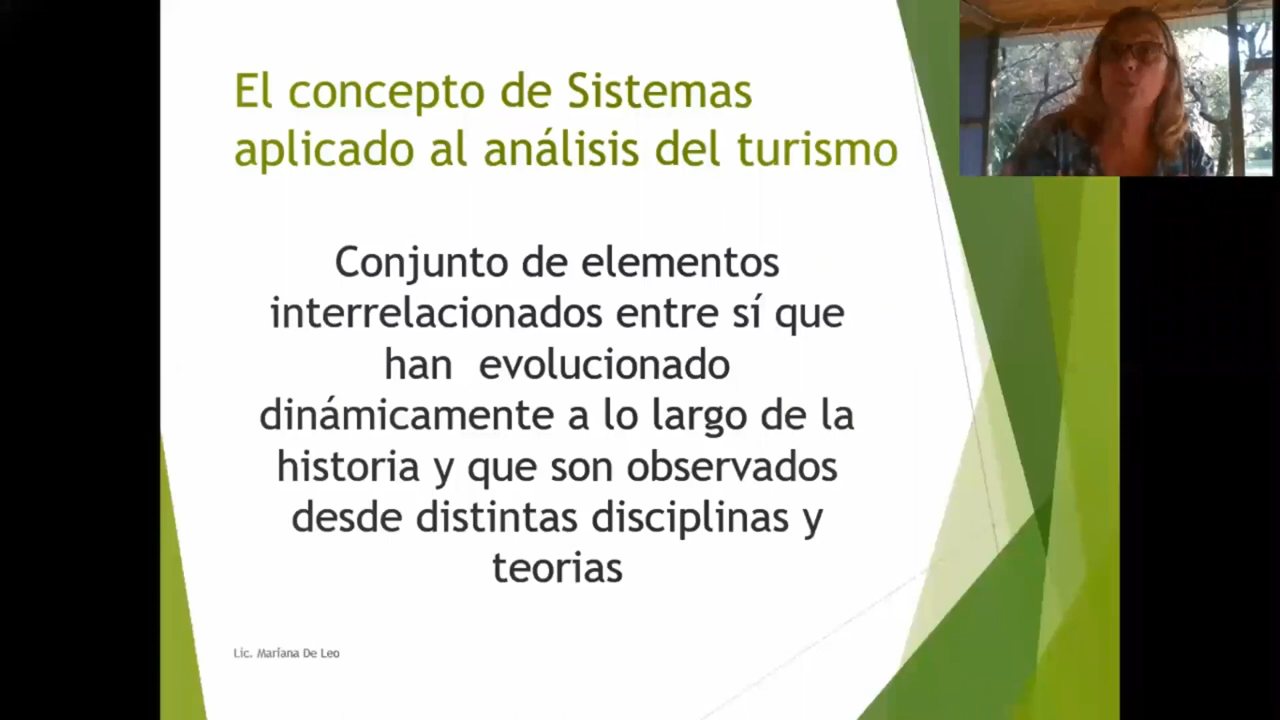 El concepto de Sistemas
aplicado al análisis del turismo
Conjunto de elementos
interrelacionados entre sí que
han evolucionado
dinámicamente a lo largo de la
historia y que son observados
desde distintas disciplinas y
teorias
Lic. Mariana De Leo